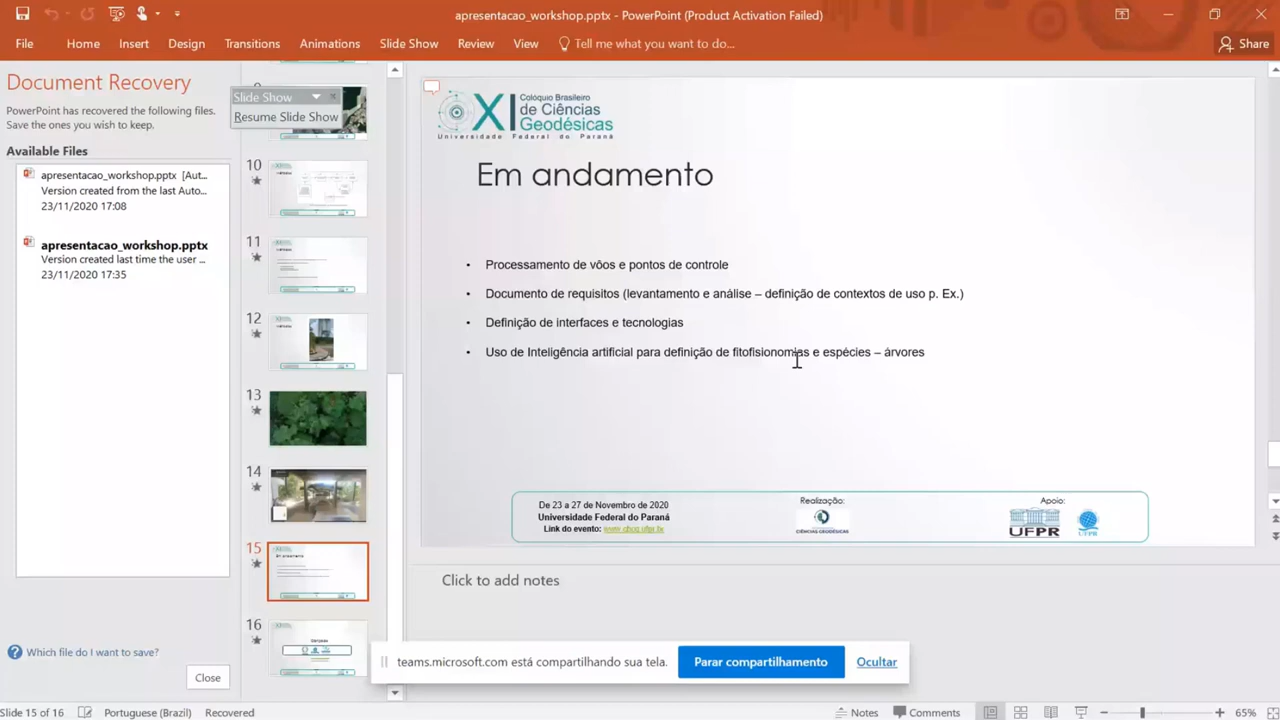 apresentacao_workshop.pptx - PowerPoint (Product Activation Failed)
File Home Insert Design Transitions Animations Slide Show Review View Tell me what you want to do... Share
Document Recovery
PowerPoint has recovered the following files.
Save the ones you wish to keep.
Available Files
apresentacao_workshop.pptx [Aut...
Version created from the last Auto...
23/11/2020 17:08
apresentacao_workshop.pptx
Version created last time the user ...
23/11/2020 17:35
Which file do I want to save?
Close
Slide Show
Resume Slide Show
10
11
12
13
14
15
16
XI Colóquio Brasileiro
de Ciências
Geodésicas
Universidade Federal do Paraná
Em andamento
• Processamento de vôos e pontos de controle
• Documento de requisitos (levantamento e análise – definição de contextos de uso p. Ex.)
• Definição de interfaces e tecnologias
• Uso de Inteligência artificial para definição de fitofisionomias e espécies – árvores
De 23 a 27 de Novembro de 2020
Universidade Federal do Paraná
Link do evento:
Realização:
CIÊNCIAS GEODÉSICAS
Apoio:
UFPR
UFPR
Click to add notes
teams.microsoft.com está compartilhando sua tela.
Parar compartilhamento
Ocultar
Slide 15 of 16 Portuguese (Brazil) Recovered Notes Comments 65%